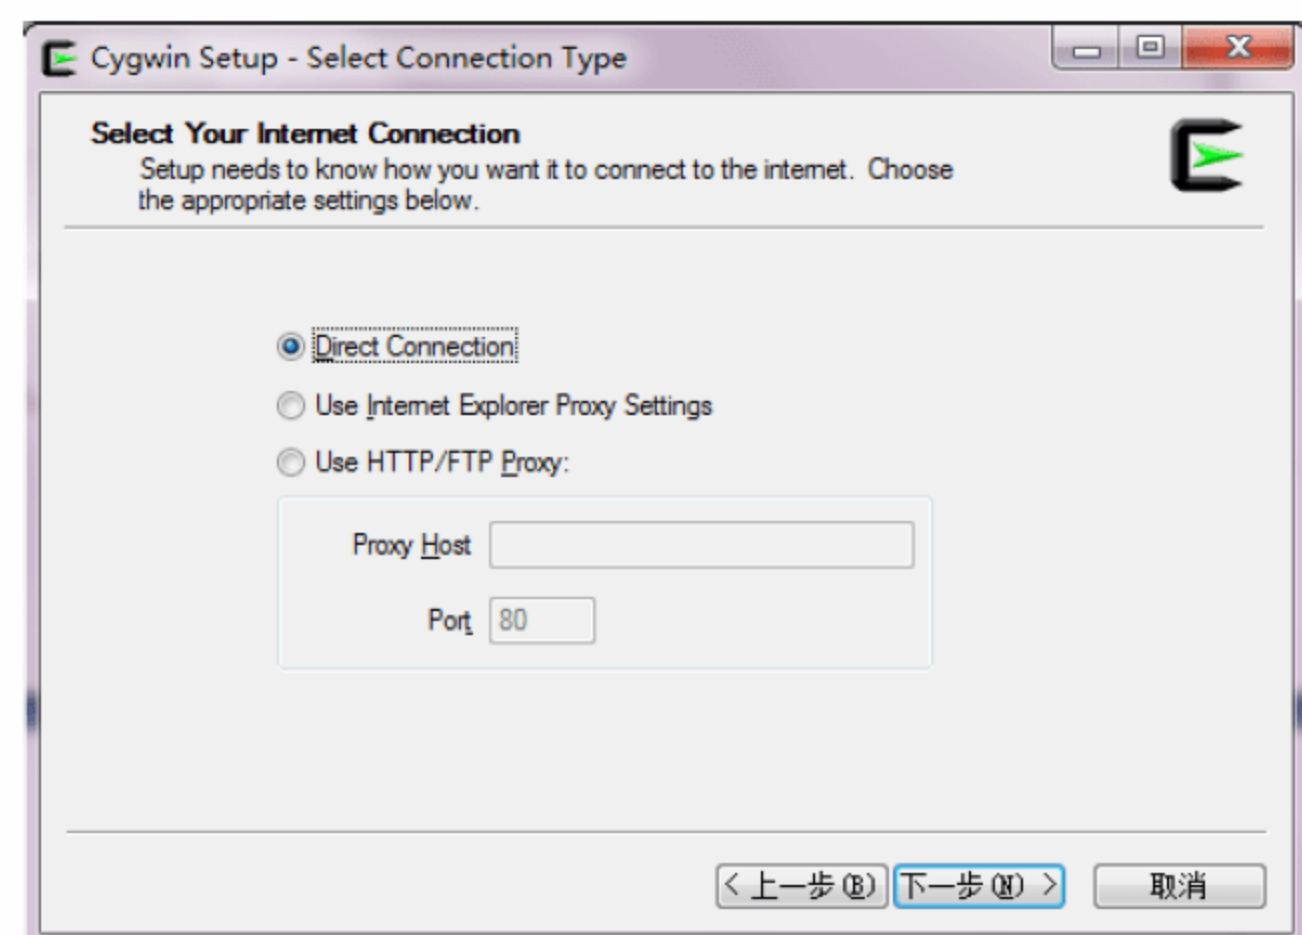 Cygwin Setup - Select Connection Type
Select Your Internet Connection
Setup needs to know how you want it to connect to the internet. Choose
the appropriate settings below.
Direct Connection
Use Internet Explorer Proxy Settings
Use HTTP/FTP Proxy:
Proxy Host
Port 80
< 上一步(B) 下一步(N) > 取消